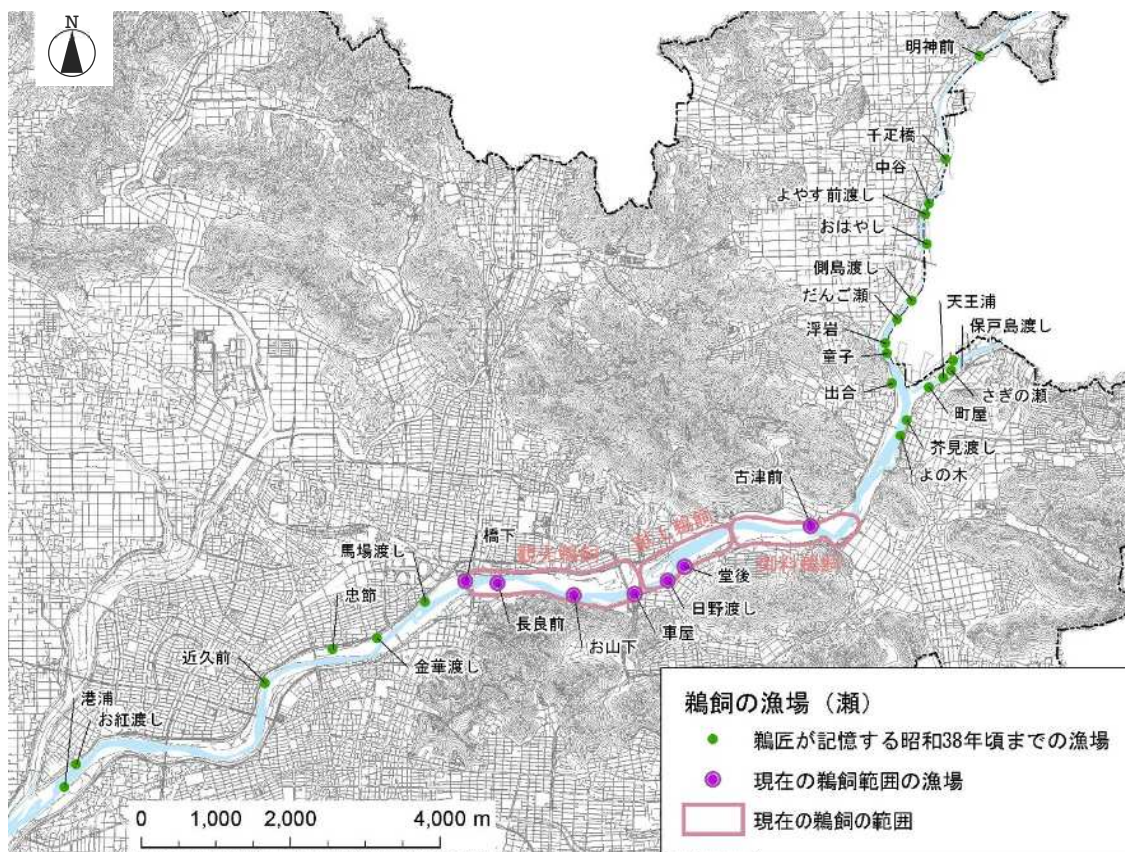 N
明神前
千疋橋
中谷
よやす前渡し
おはやし
側島渡し
だんご瀬
天王浦
保戸島渡し
浮岩
童子
さぎの瀬
出合
町屋
芥見渡し
よの木
古津前
橋下
馬場渡し
堂後
日野渡し
忠節
長良前
お山下
車屋
近久前
金華渡し
港浦
お紅渡し
鵜飼の漁場（瀬）
鵜匠が記憶する昭和38年頃までの漁場
現在の鵜飼範囲の漁場
現在の鵜飼の範囲
0 1,000 2,000 4,000 m